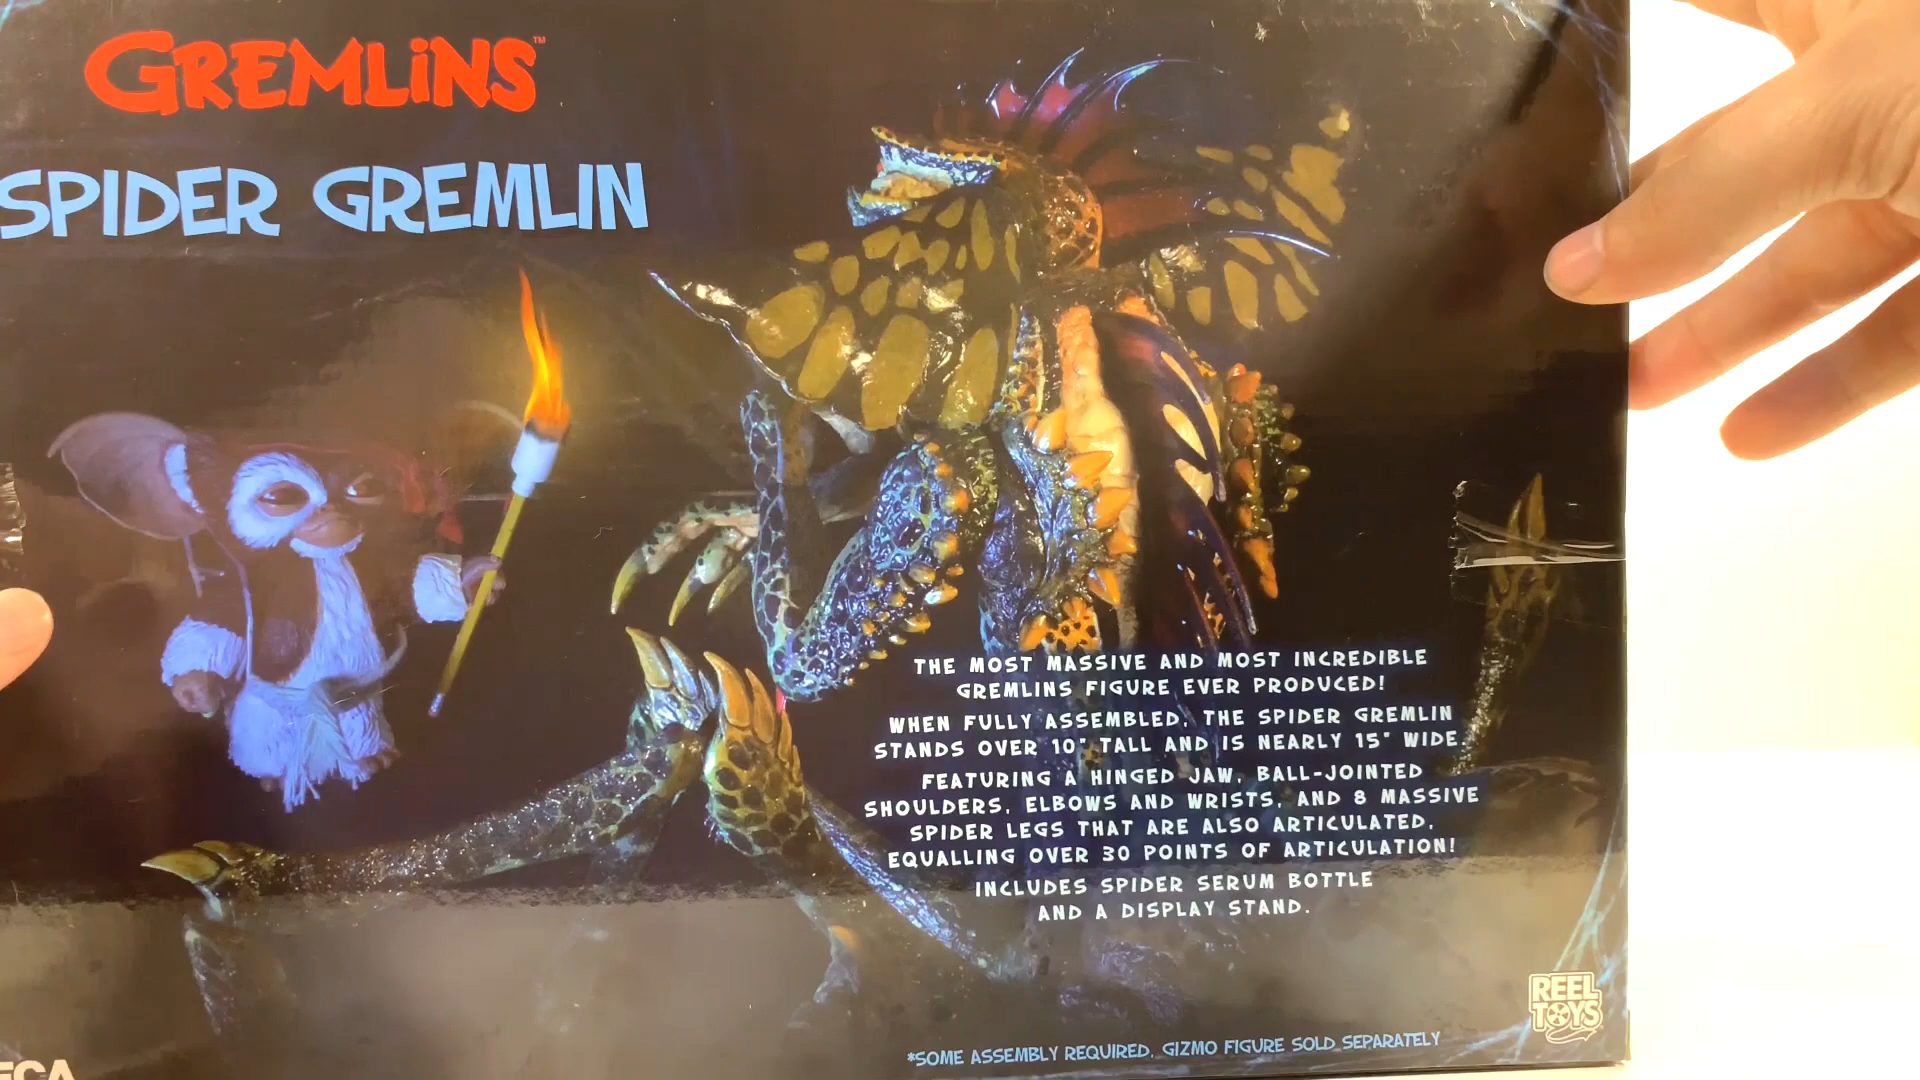 GREMLiNS™
SPIDER GREMLIN
THE MOST MASSIVE AND MOST INCREDIBLE
GREMLINS FIGURE EVER PRODUCED!
WHEN FULLY ASSEMBLED, THE SPIDER GREMLIN
STANDS OVER 10" TALL AND IS NEARLY 15" WIDE.
FEATURING A HINGED JAW, BALL-JOINTED
SHOULDERS, ELBOWS AND WRISTS, AND 8 MASSIVE
SPIDER LEGS THAT ARE ALSO ARTICULATED,
EQUALLING OVER 30 POINTS OF ARTICULATION!
INCLUDES SPIDER SERUM BOTTLE
AND A DISPLAY STAND.
REEL
TOYS
*SOME ASSEMBLY REQUIRED, GIZMO FIGURE SOLD SEPARATELY